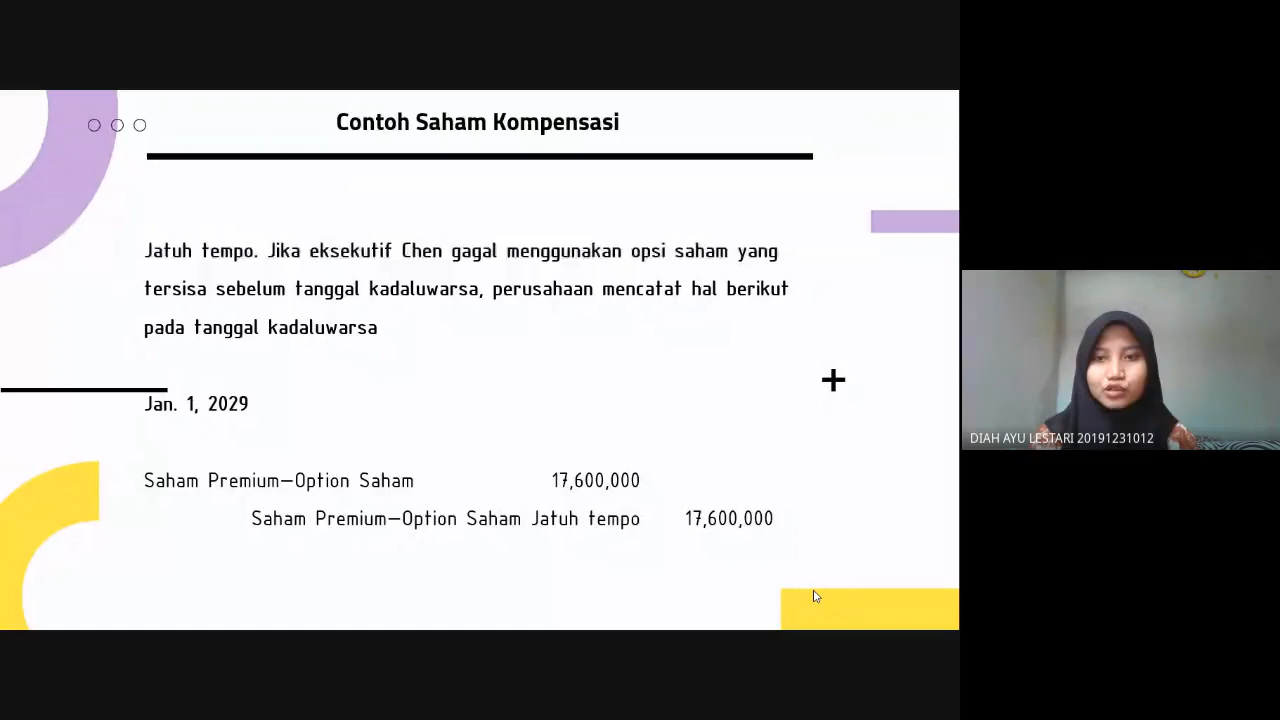 Contoh Saham Kompensasi
Jatuh tempo. Jika eksekutif Chen gagal menggunakan opsi saham yang
tersisa sebelum tanggal kadaluwarsa, perusahaan mencatat hal berikut
pada tanggal kadaluwarsa
Jan. 1, 2029
Saham Premium—Option Saham 17,600,000
Saham Premium—Option Saham Jatuh tempo 17,600,000
DIAH AYU LESTARI 20191231012